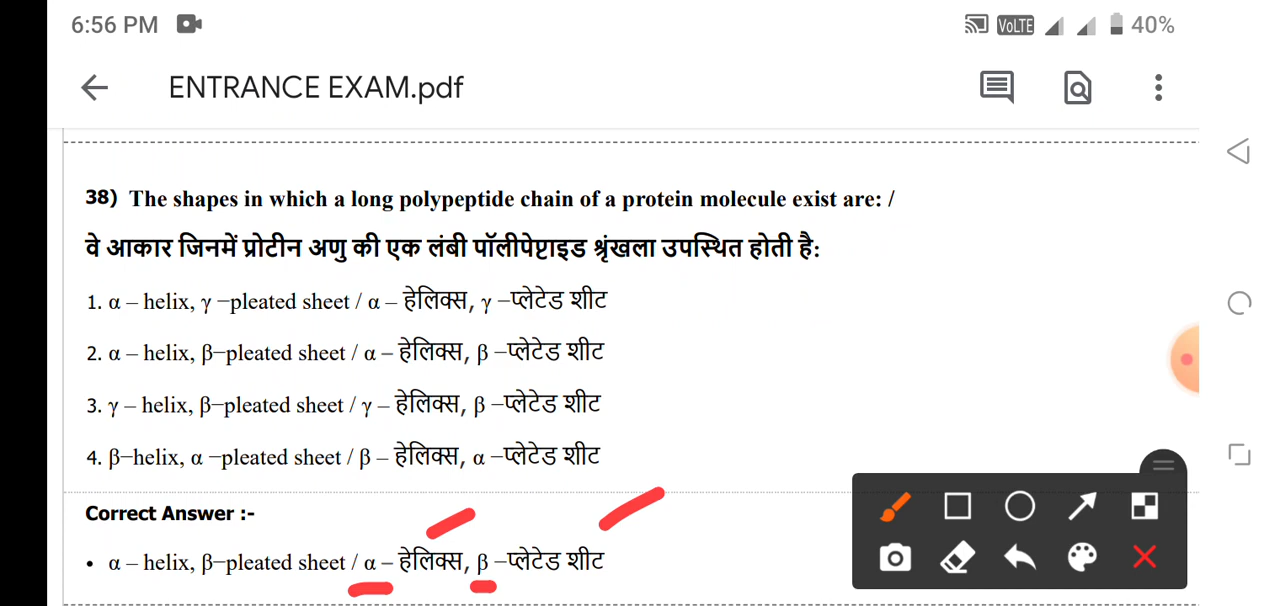 6:56 PM VoLTE 40%
ENTRANCE EXAM.pdf
38) The shapes in which a long polypeptide chain of a protein molecule exist are: /
वे आकार जिनमें प्रोटीन अणु की एक लंबी पॉलीपेप्टाइड श्रृंखला उपस्थित होती है:
1. α – helix, γ –pleated sheet / α – हेलिक्स, γ –प्लेटेड शीट
2. α – helix, β–pleated sheet / α – हेलिक्स, β –प्लेटेड शीट
3. γ – helix, β–pleated sheet / γ – हेलिक्स, β –प्लेटेड शीट
4. β–helix, α –pleated sheet / β – हेलिक्स, α –प्लेटेड शीट
Correct Answer :-
• α – helix, β–pleated sheet / α – हेलिक्स, β –प्लेटेड शीट